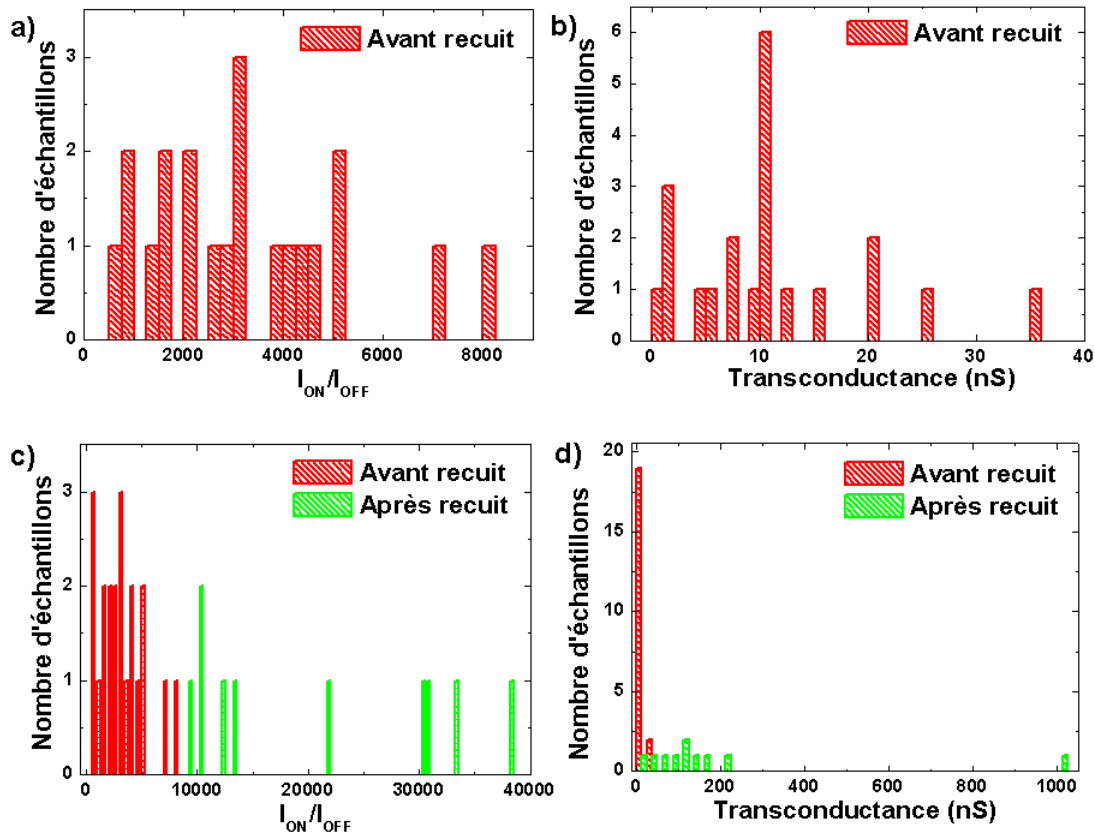 a)
Avant recuit
Nombre d'échantillons
3
2
1
0
0 2000 4000 6000 8000
I_ON/I_OFF
b)
Avant recuit
Nombre d'échantillons
6
5
4
3
2
1
0
0 10 20 30 40
Transconductance (nS)
c)
Avant recuit
Après recuit
Nombre d'échantillons
3
2
1
0
0 10000 20000 30000 40000
I_ON/I_OFF
d)
Avant recuit
Après recuit
Nombre d'échantillons
20
15
10
5
0
0 200 400 600 800 1000
Transconductance (nS)